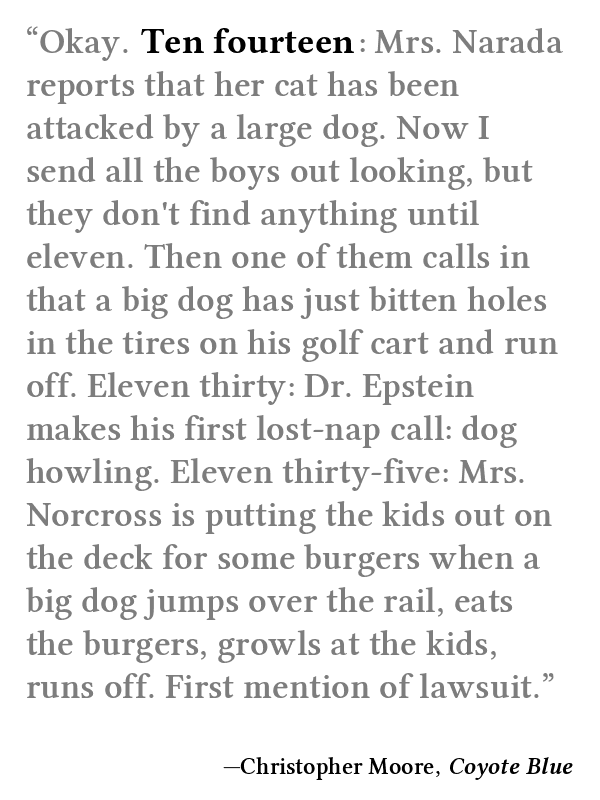 “Okay. Ten fourteen: Mrs. Narada
reports that her cat has been
attacked by a large dog. Now I
send all the boys out looking, but
they don't find anything until
eleven. Then one of them calls in
that a big dog has just bitten holes
in the tires on his golf cart and run
off. Eleven thirty: Dr. Epstein
makes his first lost-nap call: dog
howling. Eleven thirty-five: Mrs.
Norcross is putting the kids out on
the deck for some burgers when a
big dog jumps over the rail, eats
the burgers, growls at the kids,
runs off. First mention of lawsuit.”
—Christopher Moore, Coyote Blue